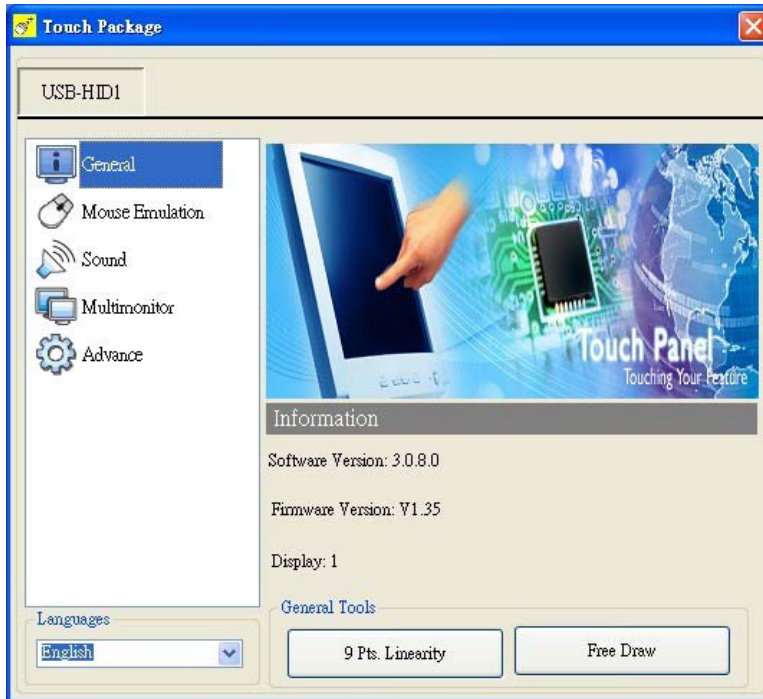 Touch Package
USB-HID1
General
Mouse Emulation
Sound
Multimonitor
Advance
Touch Panel
Touching Your Feature
Information
Software Version: 3.0.8.0
Firmware Version: V1.35
Display: 1
Languages
English
General Tools
9 Pts. Linearity
Free Draw